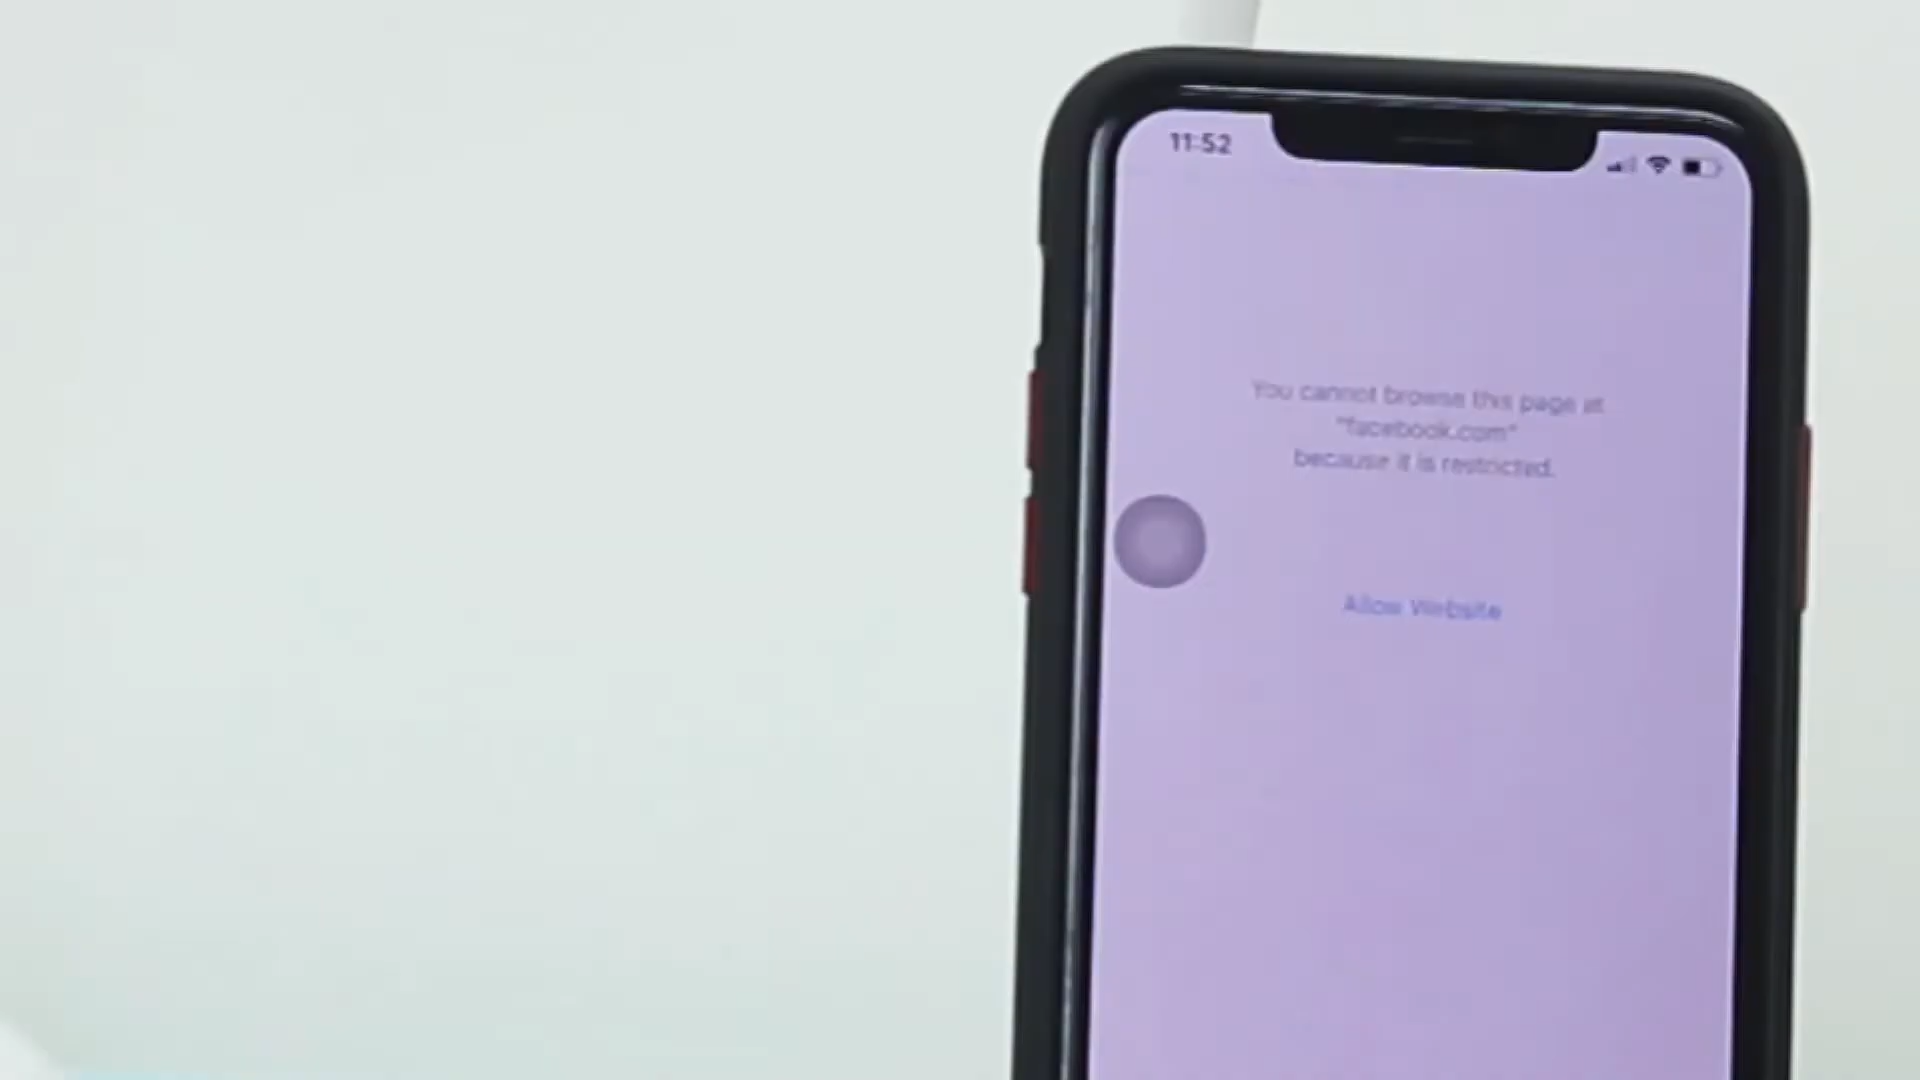 11:52
You cannot browse this page at
"facebook.com"
because it is restricted.
Allow Website